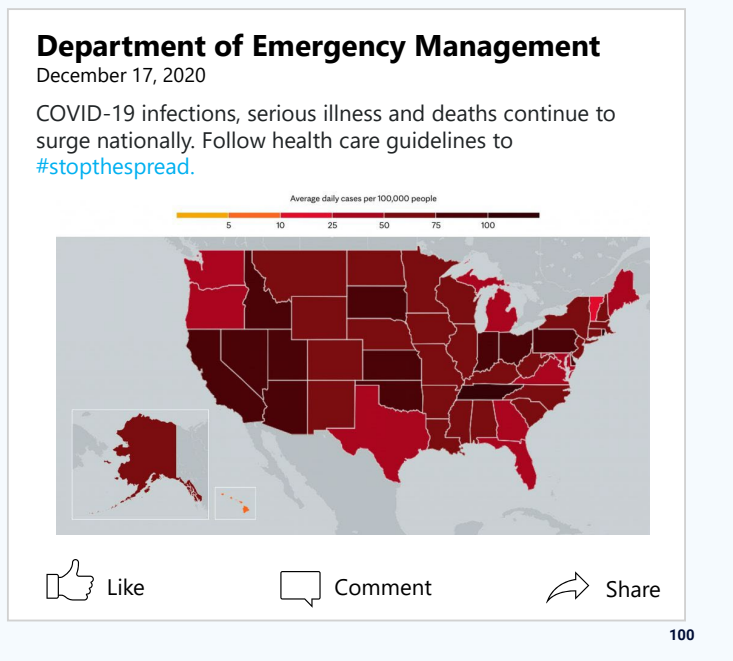 Department of Emergency Management
December 17, 2020
COVID-19 infections, serious illness and deaths continue to
surge nationally. Follow health care guidelines to
#stopthespread.
Average daily cases per 100,000 people
5 10 25 50 75 100
Like Comment Share
100